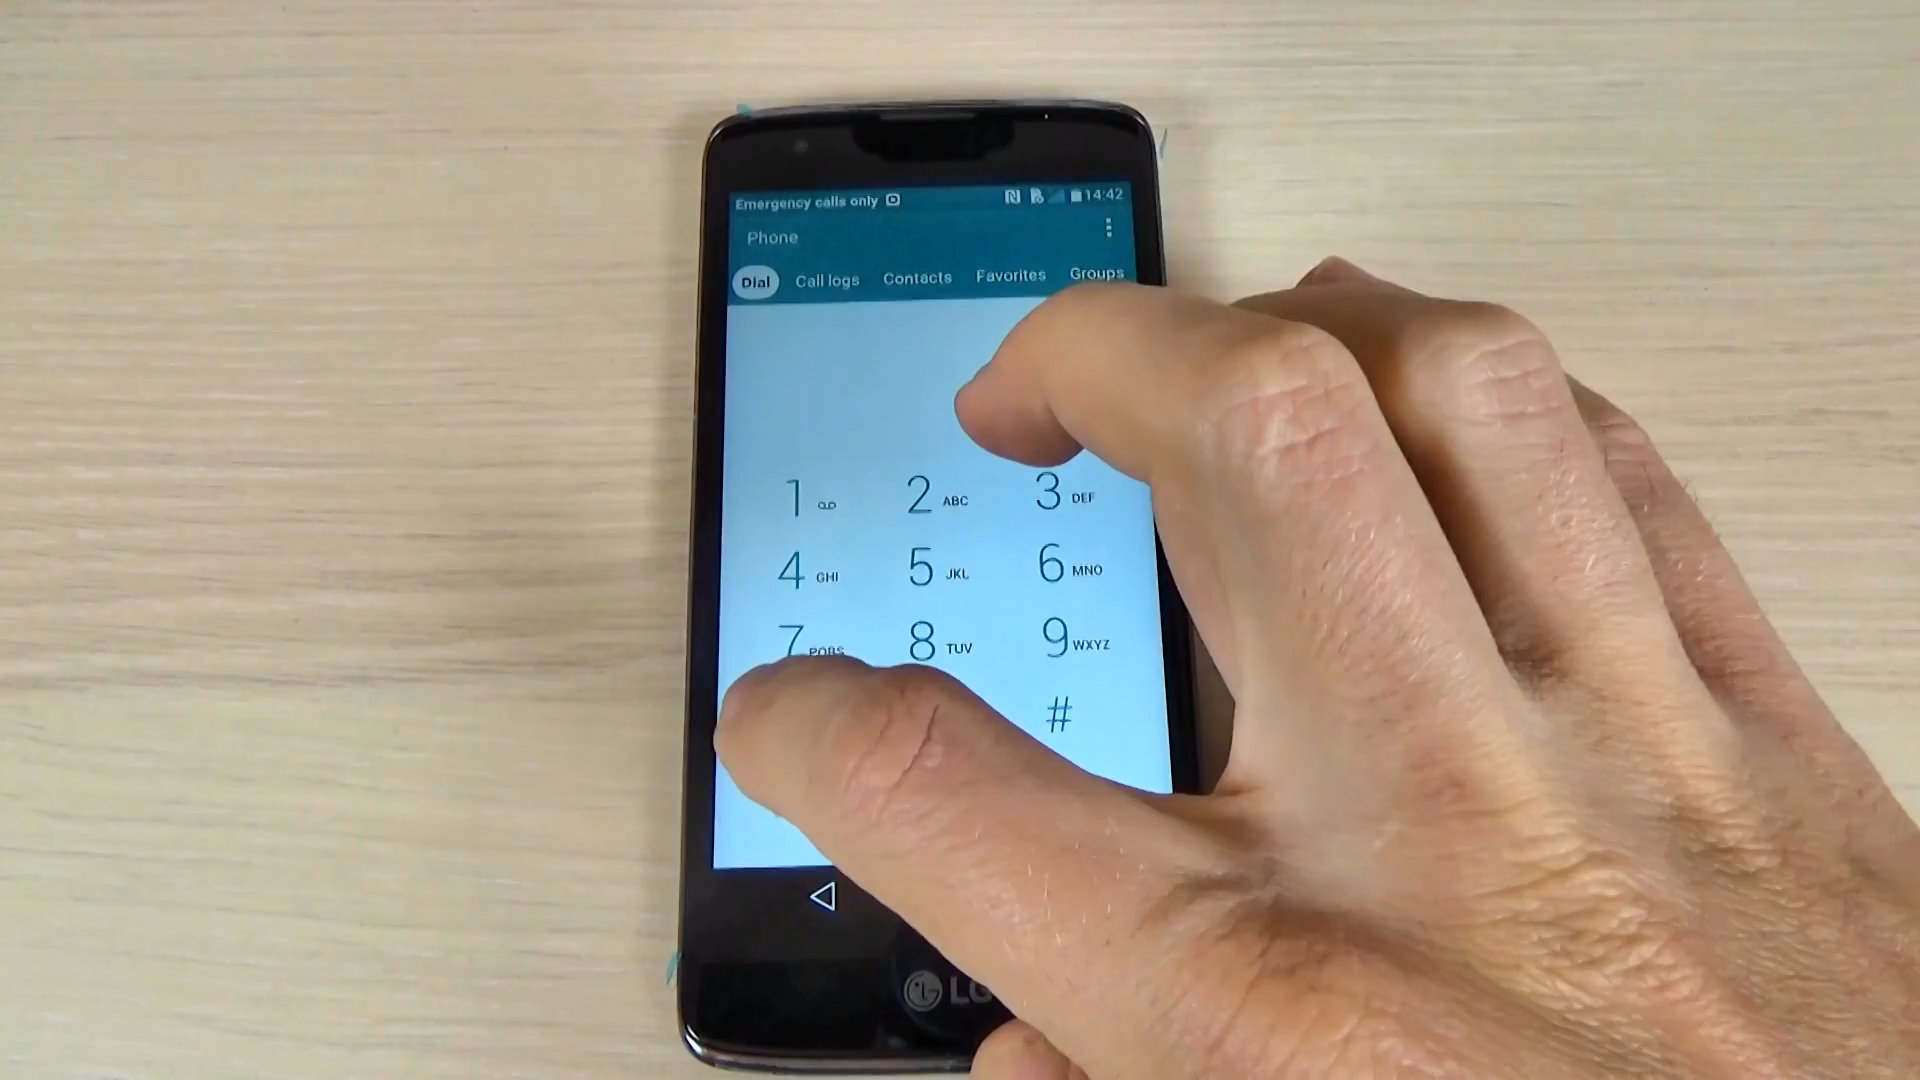 Emergency calls only 14:42
Phone
Dial Call logs Contacts Favorites Groups
1 2 ABC 3 DEF
4 GHI 5 JKL 6 MNO
7 PQRS 8 TUV 9 WXYZ
#
LG